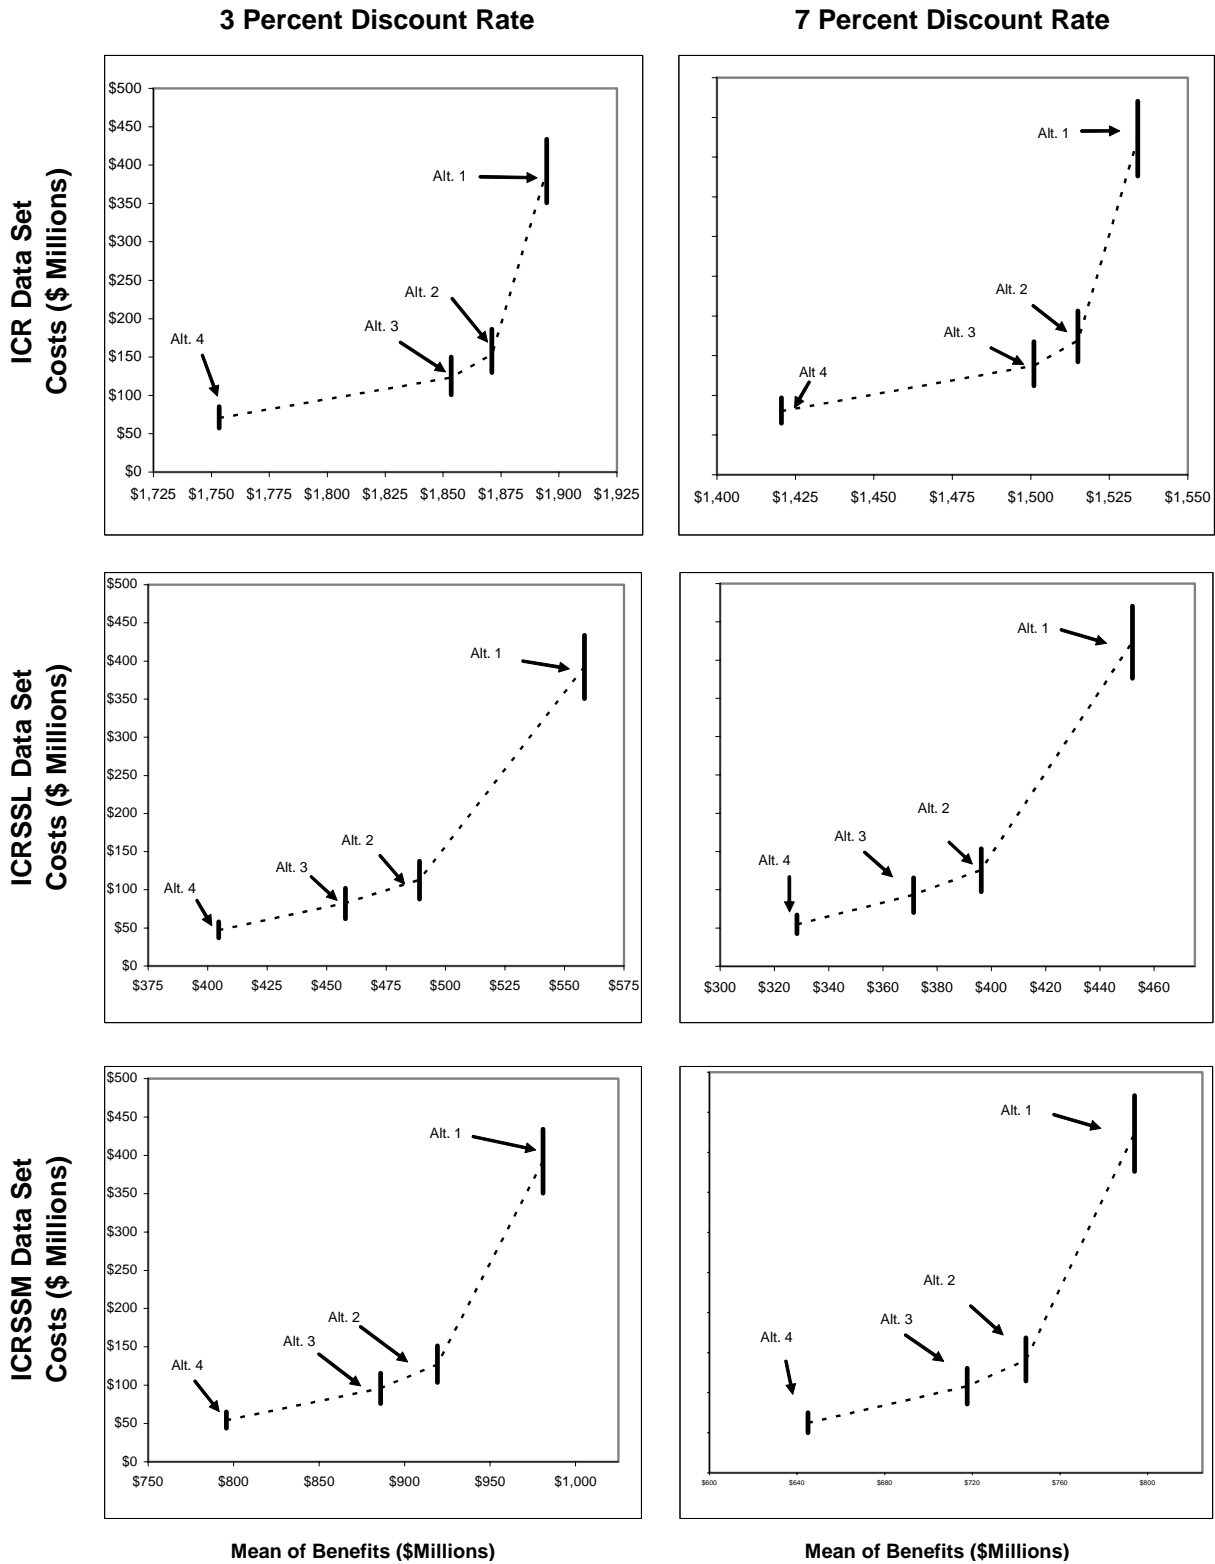 3 Percent Discount Rate
7 Percent Discount Rate
ICR Data Set
Costs ($ Millions)
$500
$450
$400
$350
$300
$250
$200
$150
$100
$50
$0
Alt. 1
Alt. 2
Alt. 3
Alt. 4
$1,725 $1,750 $1,775 $1,800 $1,825 $1,850 $1,875 $1,900 $1,925
Alt. 1
Alt. 2
Alt. 3
Alt 4
$1,400 $1,425 $1,450 $1,475 $1,500 $1,525 $1,550
ICRSSL Data Set
Costs ($ Millions)
$500
$450
$400
$350
$300
$250
$200
$150
$100
$50
$0
Alt. 1
Alt. 2
Alt. 3
Alt. 4
$375 $400 $425 $450 $475 $500 $525 $550 $575
Alt. 1
Alt. 2
Alt. 3
Alt. 4
$300 $320 $340 $360 $380 $400 $420 $440 $460
ICRSSM Data Set
Costs ($ Millions)
$500
$450
$400
$350
$300
$250
$200
$150
$100
$50
$0
Alt. 1
Alt. 2
Alt. 3
Alt. 4
$750 $800 $850 $900 $950 $1,000
Alt. 1
Alt. 2
Alt. 3
Alt. 4
$600 $640 $680 $720 $760 $800
Mean of Benefits ($Millions)
Mean of Benefits ($Millions)